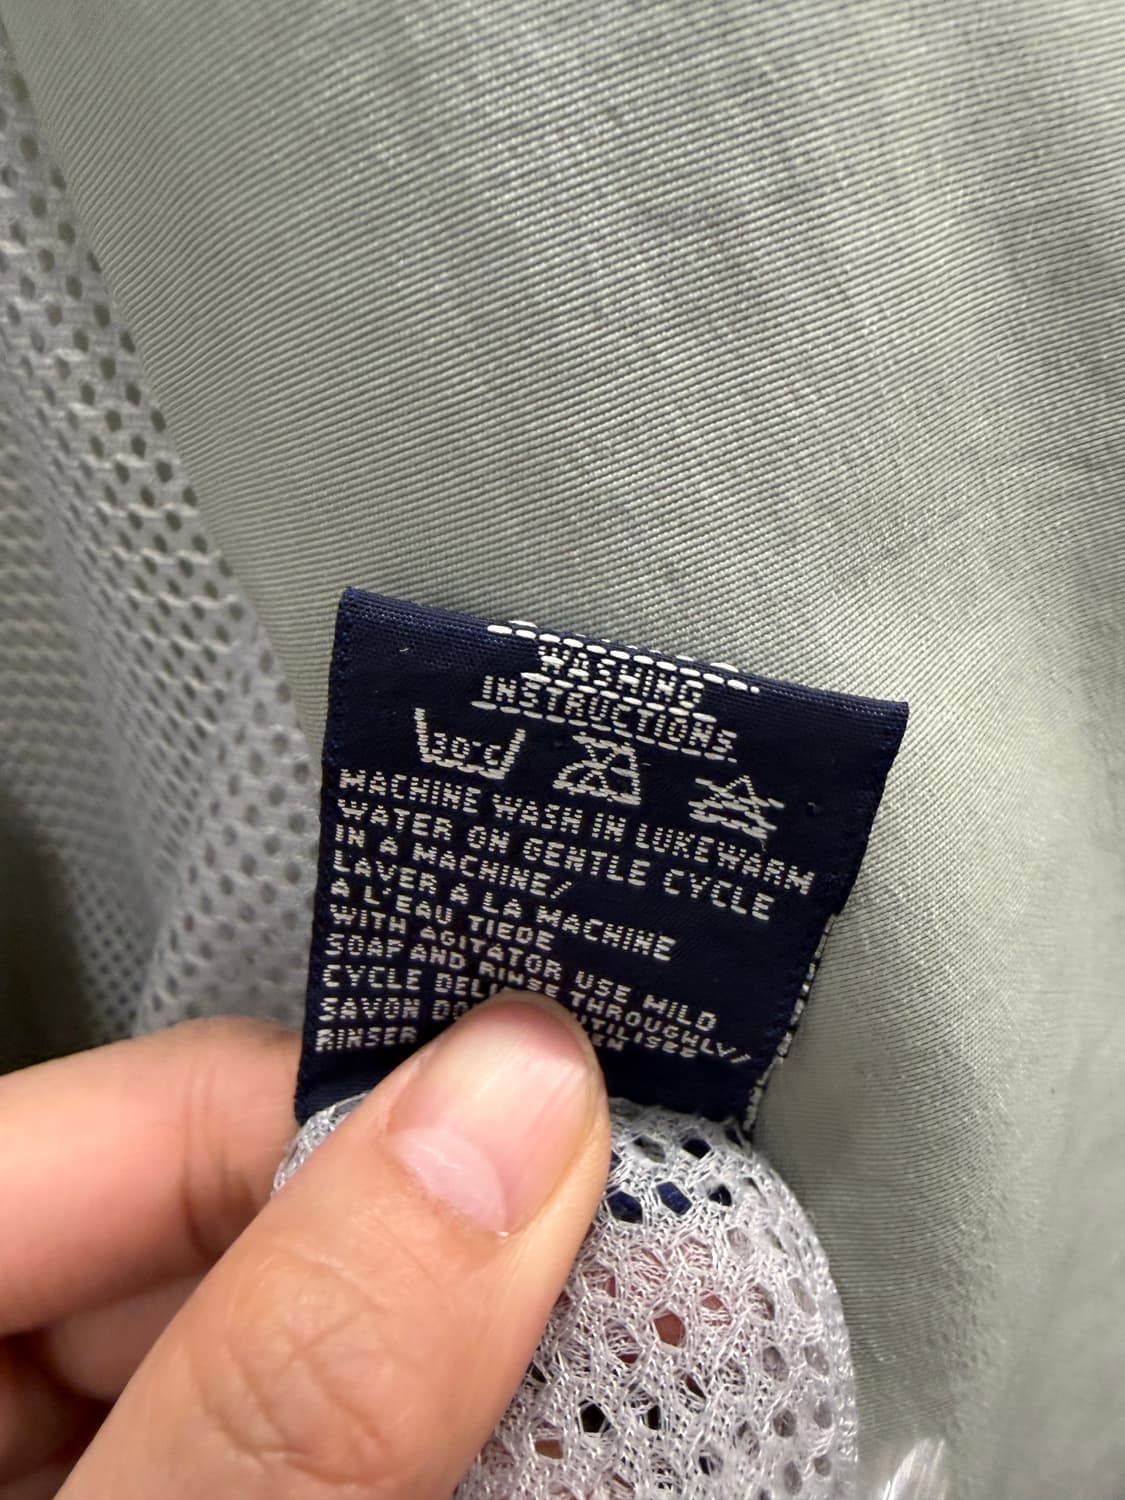 WASHING
INSTRUCTIONS
30°C
MACHINE WASH IN LUKEWARM
WATER ON GENTLE CYCLE
IN A MACHINE/
LAVER A LA MACHINE
A L'EAU TIEDE
WITH AGITATOR USE MILD
SOAP AND RINSE THROUGHLY/
CYCLE
SAVON
RINSER